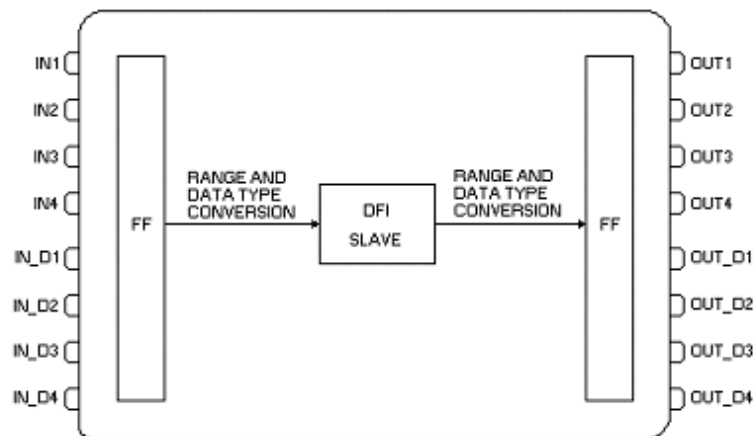 IN1
IN2
IN3
IN4
IN_D1
IN_D2
IN_D3
IN_D4
FF
RANGE AND
DATA TYPE
CONVERSION
DFI
SLAVE
RANGE AND
DATA TYPE
CONVERSION
FF
OUT1
OUT2
OUT3
OUT4
OUT_D1
OUT_D2
OUT_D3
OUT_D4